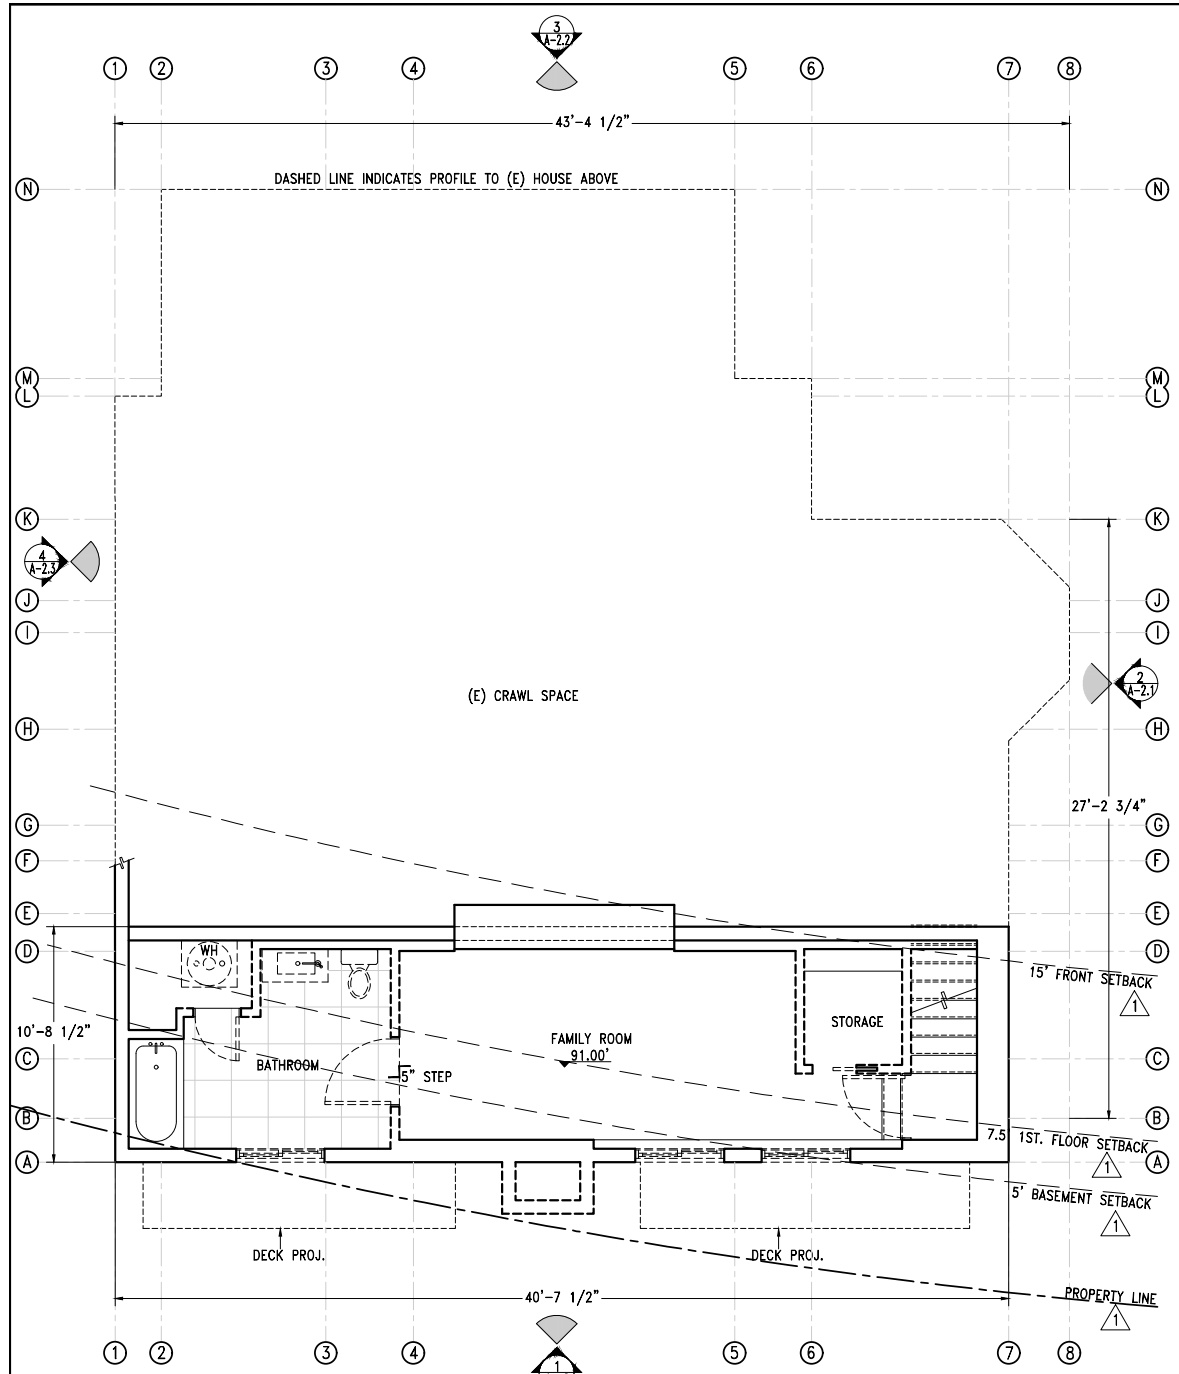 3
A-2.2
1 2 3 4 5 6 7 8
43'-4 1/2"
DASHED LINE INDICATES PROFILE TO (E) HOUSE ABOVE
N N
M M
L L
K K
4
A-2.3
J J
I I
2
A-2.1
(E) CRAWL SPACE
H H
27'-2 3/4"
G G
F F
E E
D D
WH
15' FRONT SETBACK
1
10'-8 1/2"
STORAGE
FAMILY ROOM
91.00'
C C
BATHROOM
5" STEP
B B
7.5' 1ST. FLOOR SETBACK
1
A A
5' BASEMENT SETBACK
1
DECK PROJ. DECK PROJ.
40'-7 1/2"
PROPERTY LINE
1
1 2 3 4 5 6 7 8
1